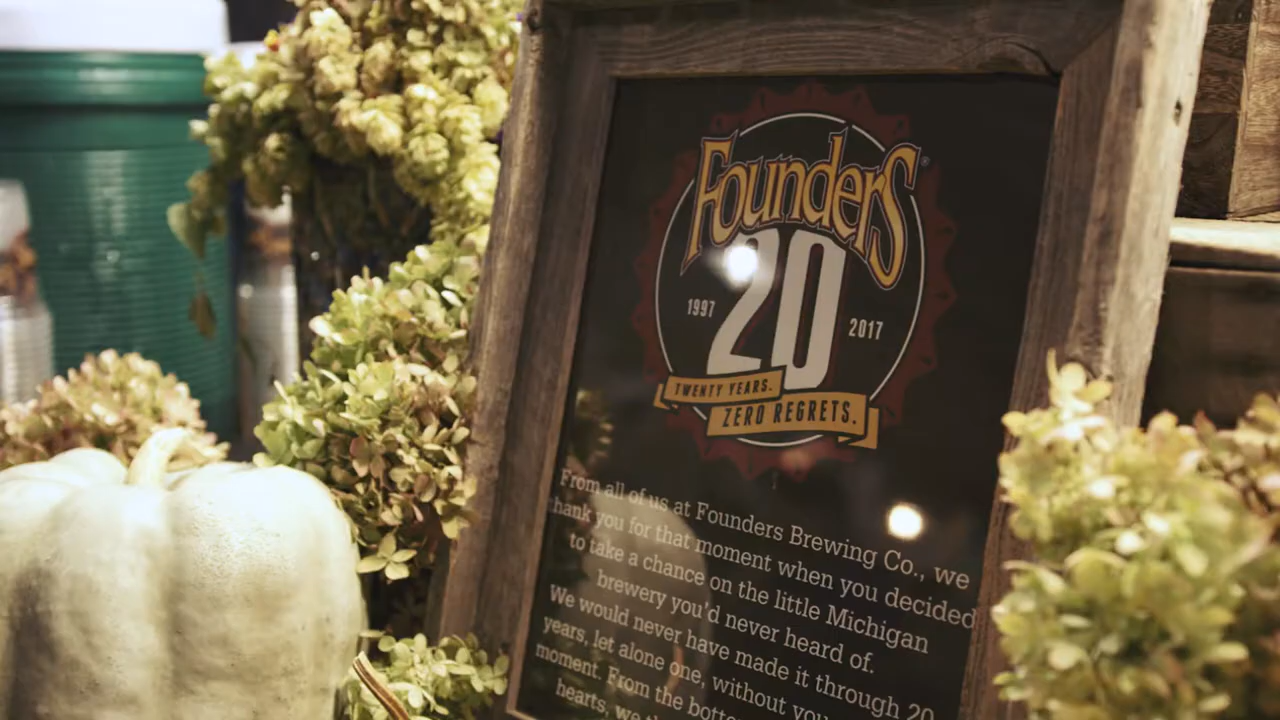 Founders®
20
1997
2017
TWENTY YEARS.
ZERO REGRETS.
From all of us at Founders Brewing Co., we
thank you for that moment when you decided
to take a chance on the little Michigan
brewery you'd never heard of.
We would never have made it through 20
years, let alone one, without you
moment. From the
hearts, we